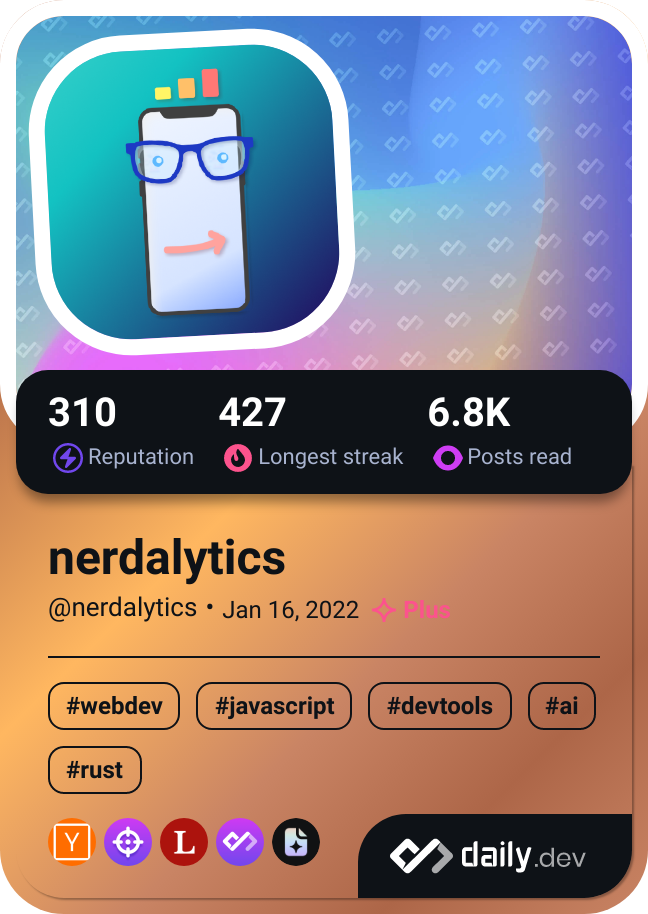 310 427 6.8K
Reputation Longest streak Posts read
nerdalytics
@nerdalytics • Jan 16, 2022 Plus
#webdev #javascript #devtools #ai
#rust
Y L daily.dev